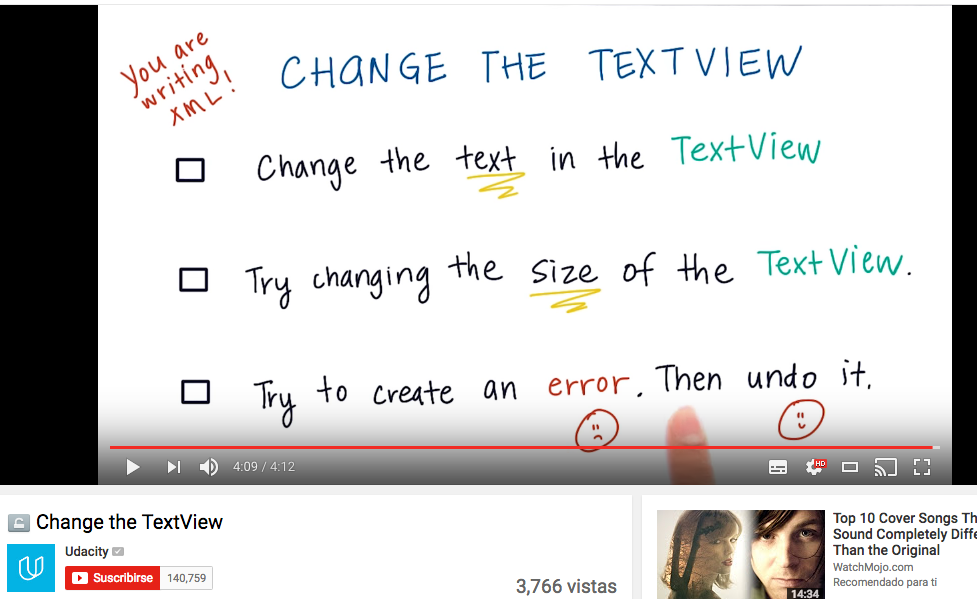 You are
writing
XML!
CHANGE THE TEXTVIEW
Change the text in the TextView
Try changing the size of the TextView.
Try to create an error. Then undo it.
4:09 / 4:12
HD
Change the TextView
Udacity
Suscribirse 140,759
3,766 vistas
Top 10 Cover Songs Th
Sound Completely Diffe
Than the Original
WatchMojo.com
Recomendado para ti
14:34